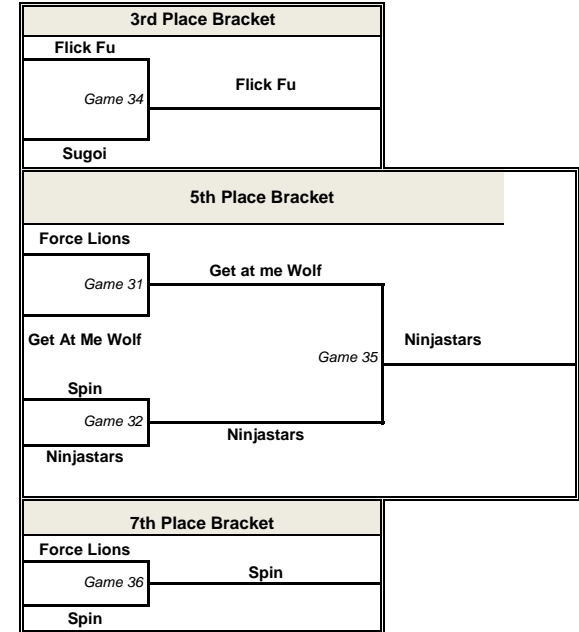 3rd Place Bracket
Flick Fu
Flick Fu
Game 34
Sugoi
5th Place Bracket
Force Lions
Get at me Wolf
Game 31
Get At Me Wolf
Ninjastars
Game 35
Spin
Game 32
Ninjastars
Ninjastars
7th Place Bracket
Force Lions
Spin
Game 36
Spin